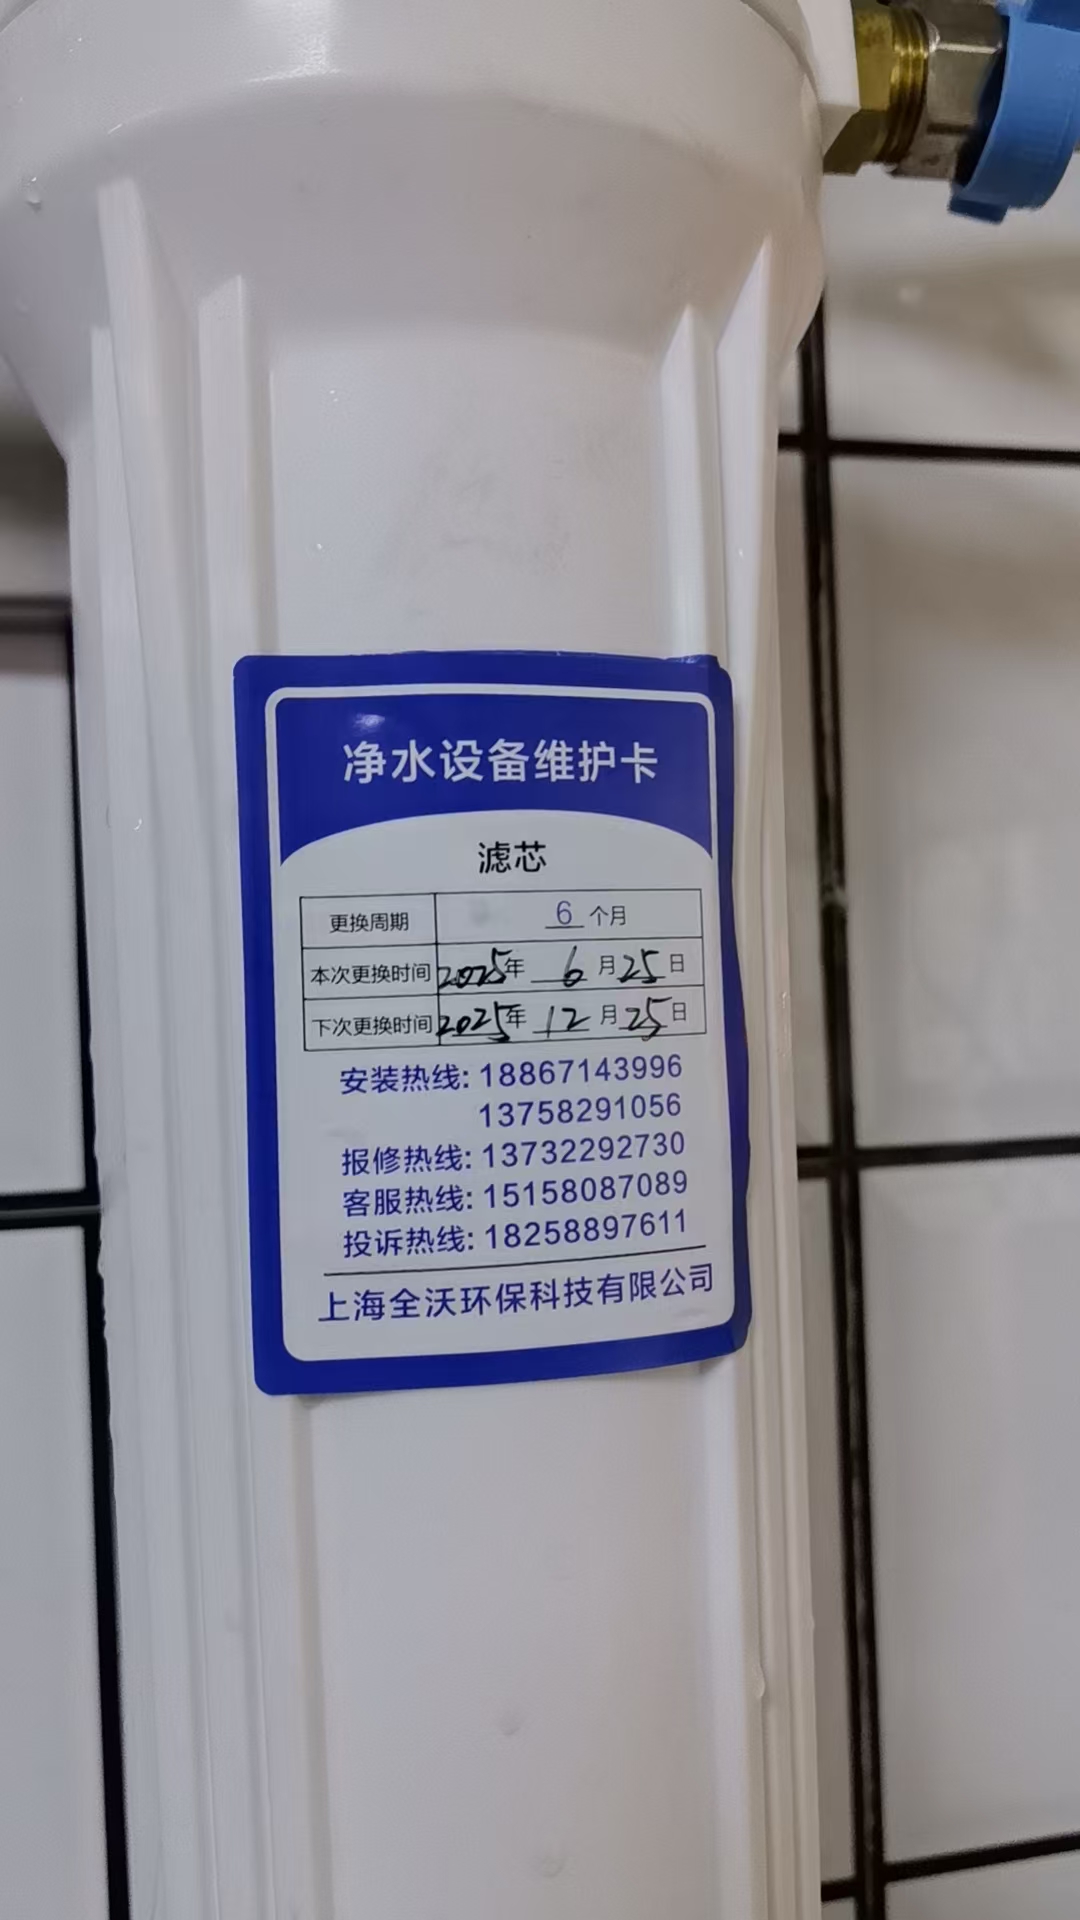 净水设备维护卡
滤芯
更换周期 6 个月
本次更换时间 2025年 6 月 25 日
下次更换时间 2025年 12 月 25 日
安装热线: 18867143996
13758291056
报修热线: 13732292730
客服热线: 15158087089
投诉热线: 18258897611
上海全沃环保科技有限公司